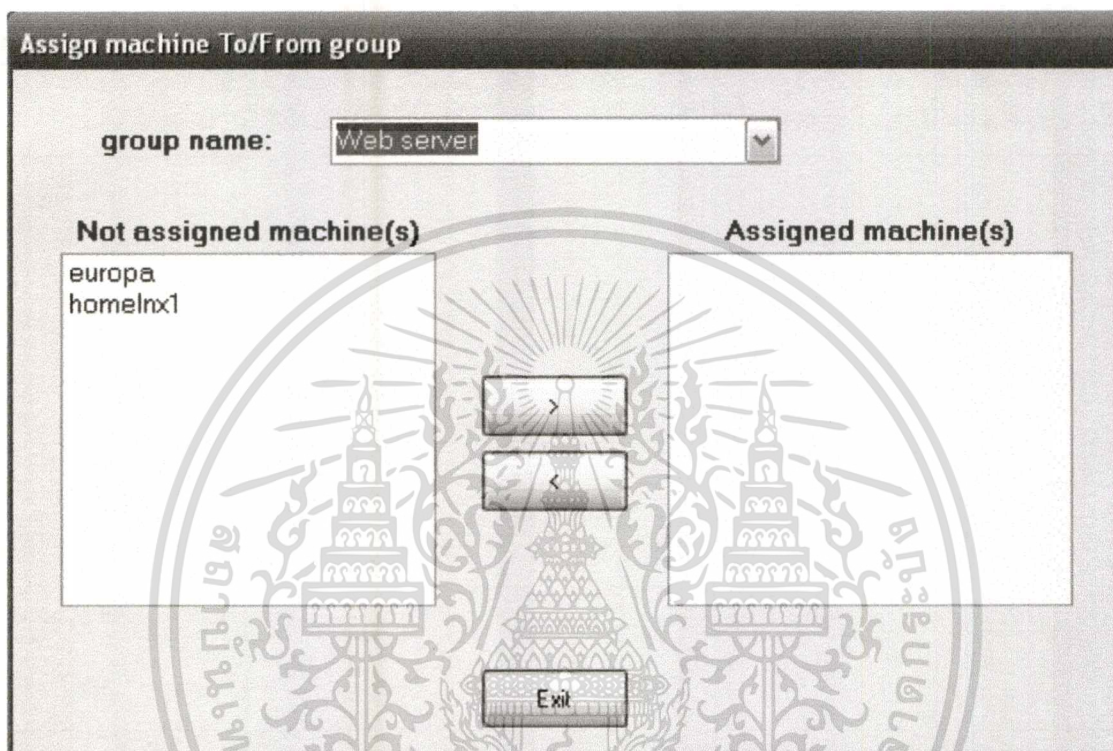 Assign machine To/From group
group name:
Web server
Not assigned machine(s)
Assigned machine(s)
europa
homelnx1
>
<
Exit